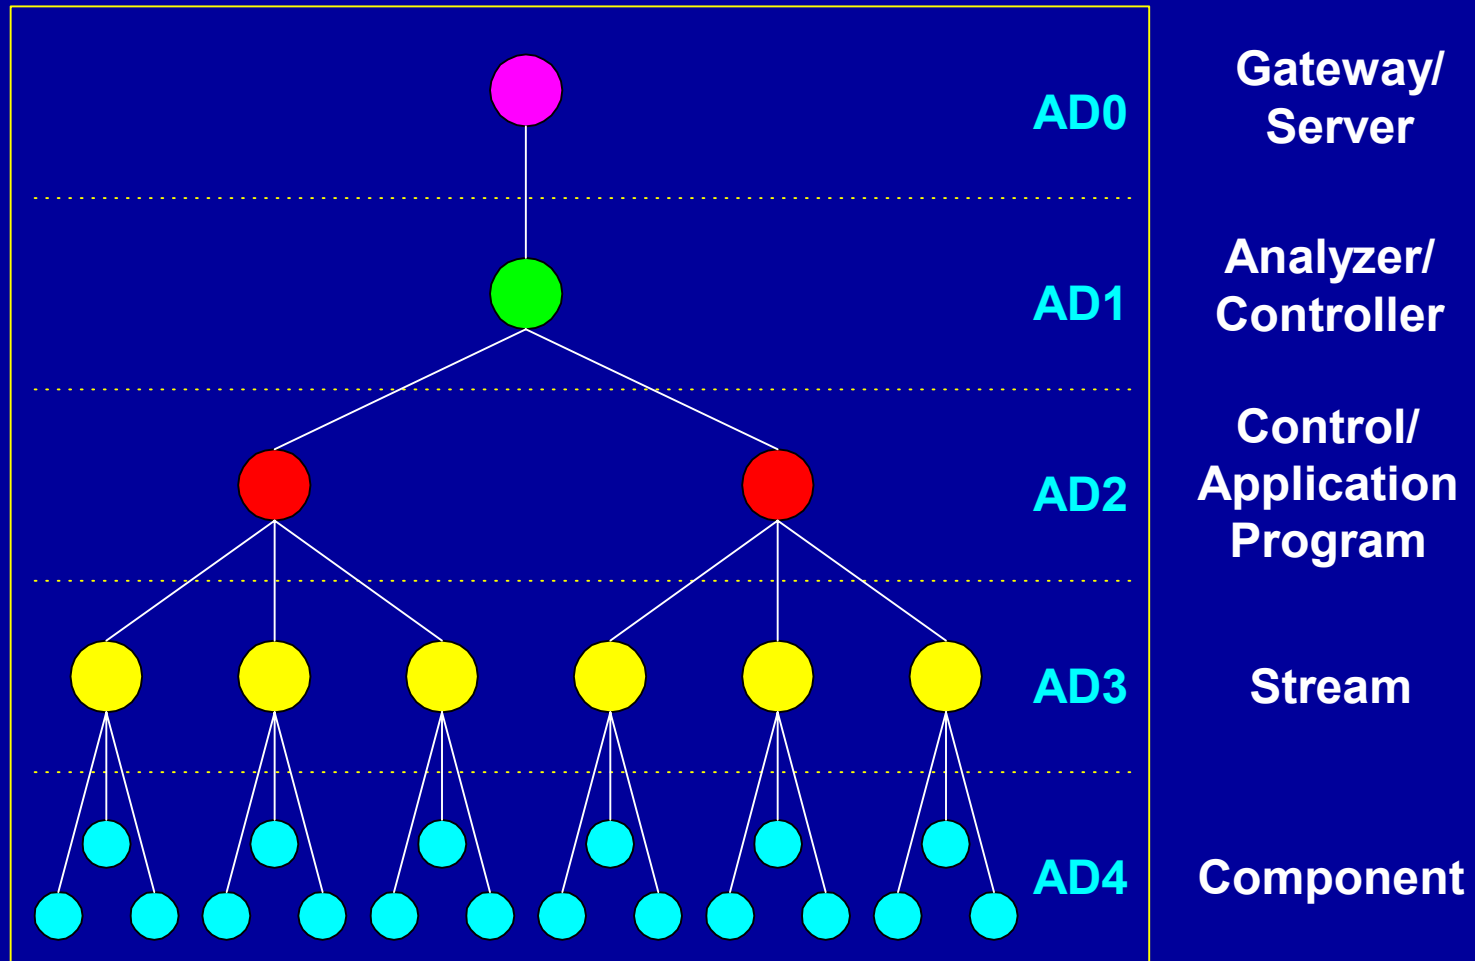 AD0
Gateway/
Server
AD1
Analyzer/
Controller
AD2
Control/
Application
Program
AD3
Stream
AD4
Component